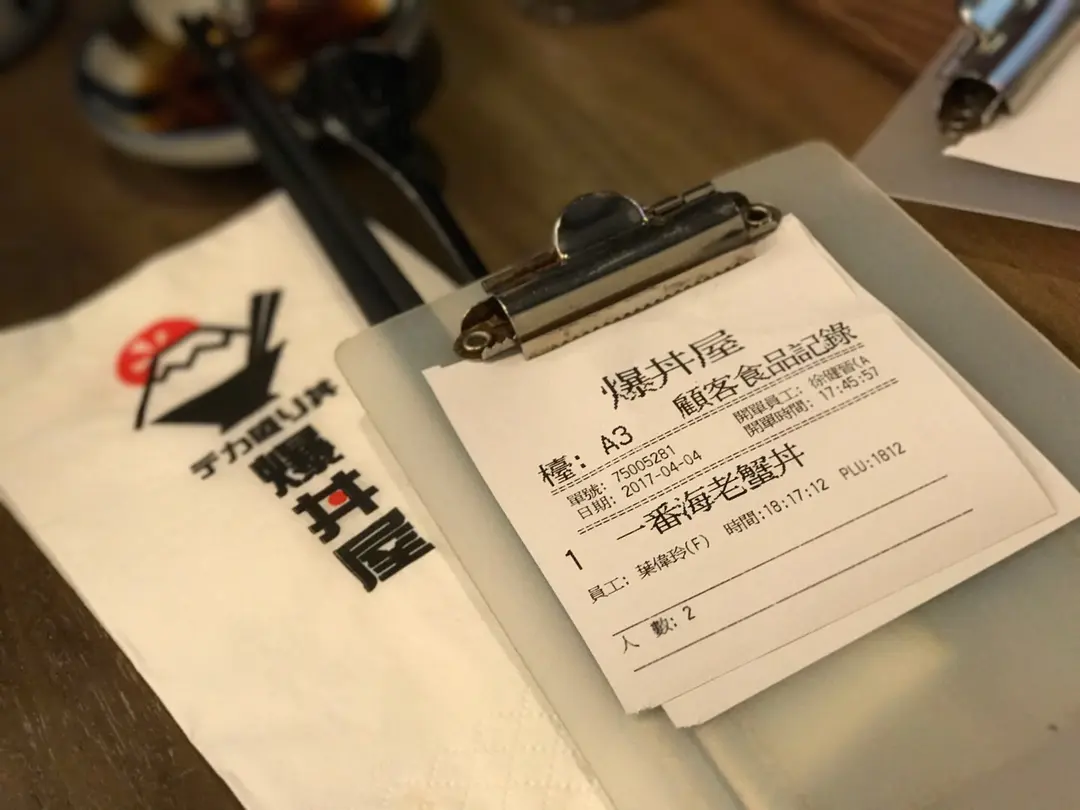 デカ盛り丼
爆丼屋
爆丼屋
顧客食品記錄
檯: A3
開單員工: 徐健晉(A
單號: 75005281
開單時間: 17:45:57
日期: 2017-04-04
1 一番海老蟹丼
員工: 葉偉玲(F) 時間:18:17:12 PLU:1812
人 數: 2